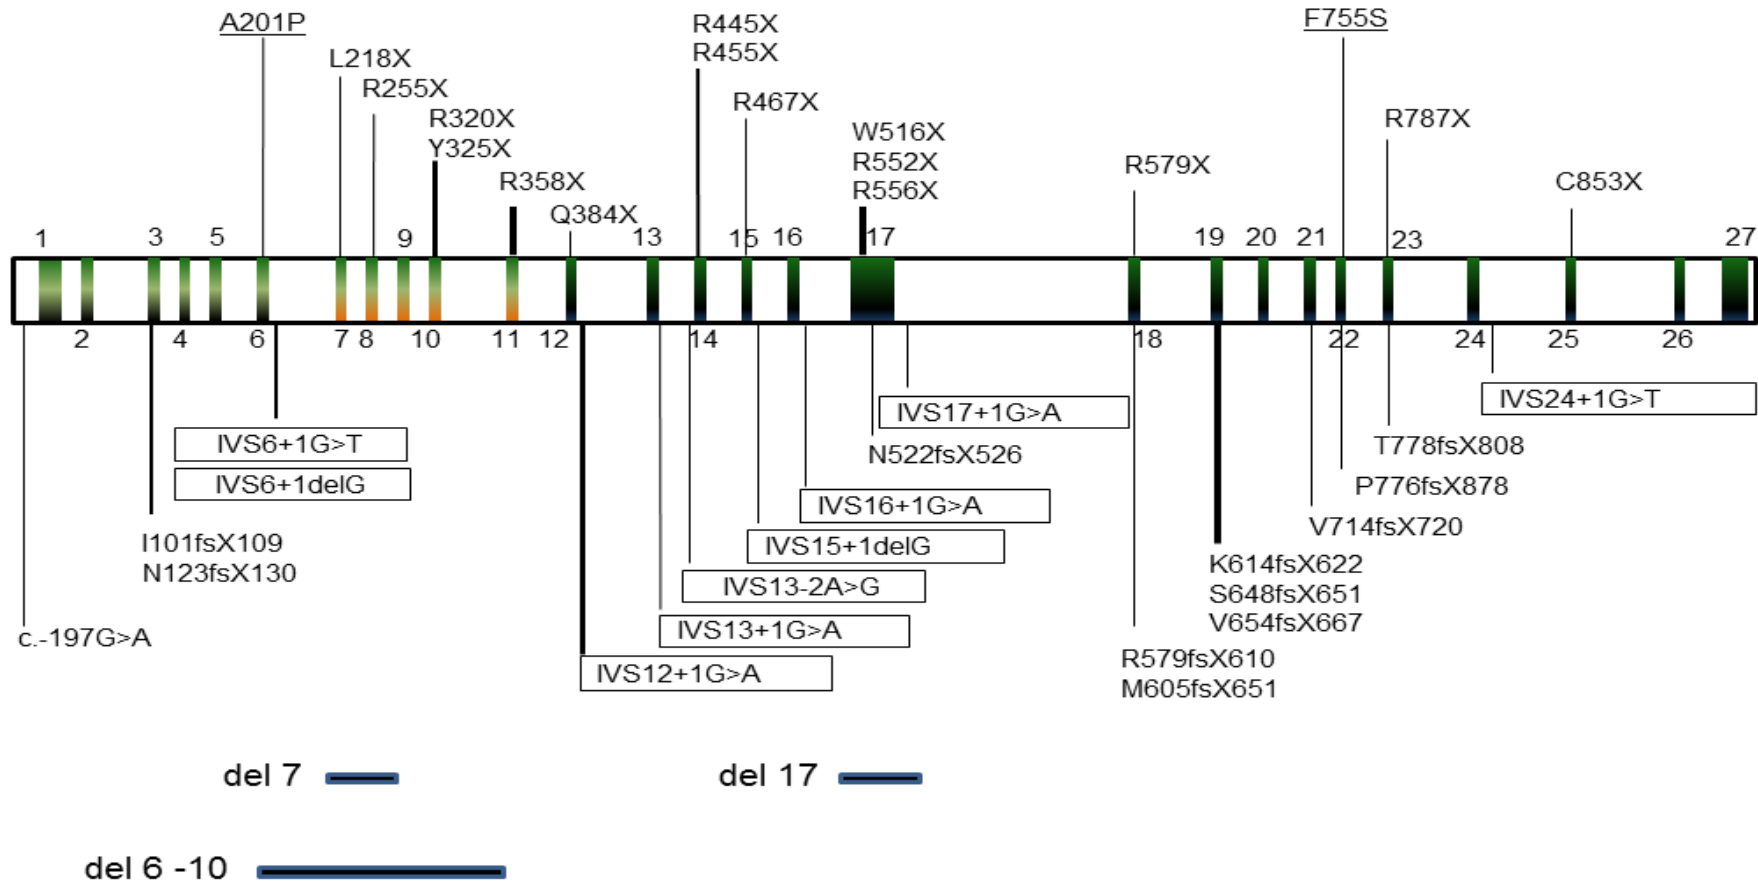 A201P
L218X
R255X
R320X
Y325X
R358X
Q384X
R445X
R455X
R467X
W516X
R552X
R556X
R579X
F755S
R787X
C853X
1 3 5 9 13 15 16 17 19 20 21 23 27
2 4 6 7 8 10 11 12 14 18 22 24 25 26
IVS6+1G>T
IVS6+1delG
I101fsX109
N123fsX130
c.-197G>A
IVS17+1G>A
N522fsX526
IVS16+1G>A
IVS15+1delG
IVS13-2A>G
IVS13+1G>A
IVS12+1G>A
IVS24+1G>T
T778fsX808
P776fsX878
V714fsX720
K614fsX622
S648fsX651
V654fsX667
R579fsX610
M605fsX651
del 7
del 17
del 6 -10